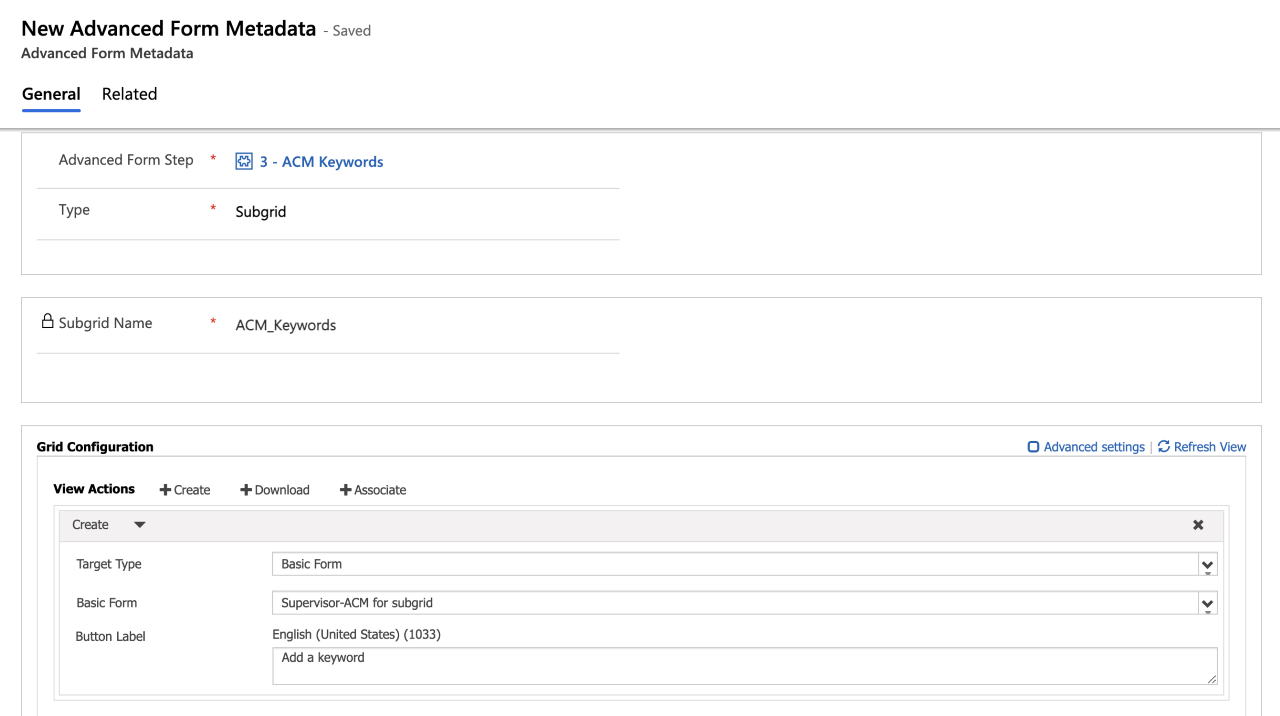 New Advanced Form Metadata - Saved
Advanced Form Metadata
General Related
Advanced Form Step * 3 - ACM Keywords
Type * Subgrid
Subgrid Name * ACM_Keywords
Grid Configuration Advanced settings | Refresh View
View Actions Create Download Associate
Create
Target Type Basic Form
Basic Form Supervisor-ACM for subgrid
Button Label English (United States) (1033)
Add a keyword